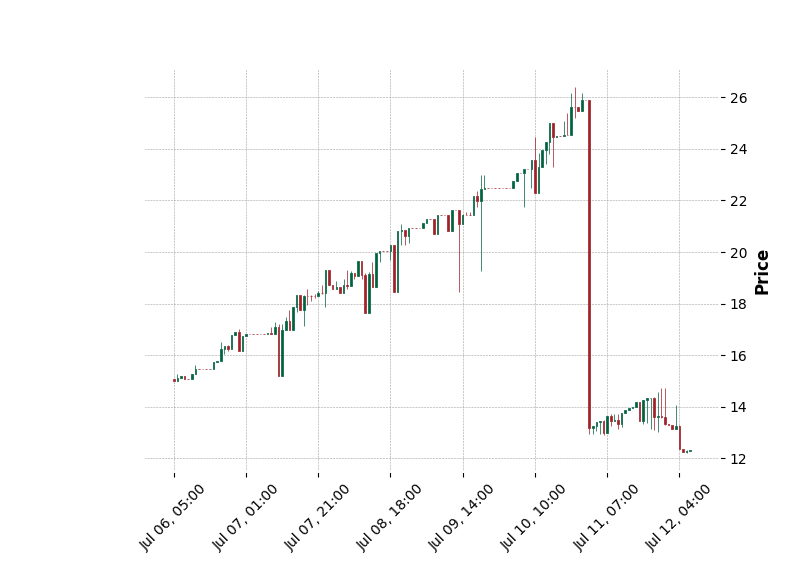 26
24
22
20
18
16
14
12
Price
Jul 06, 05:00
Jul 07, 01:00
Jul 07, 21:00
Jul 08, 18:00
Jul 09, 14:00
Jul 10, 10:00
Jul 11, 07:00
Jul 12, 04:00